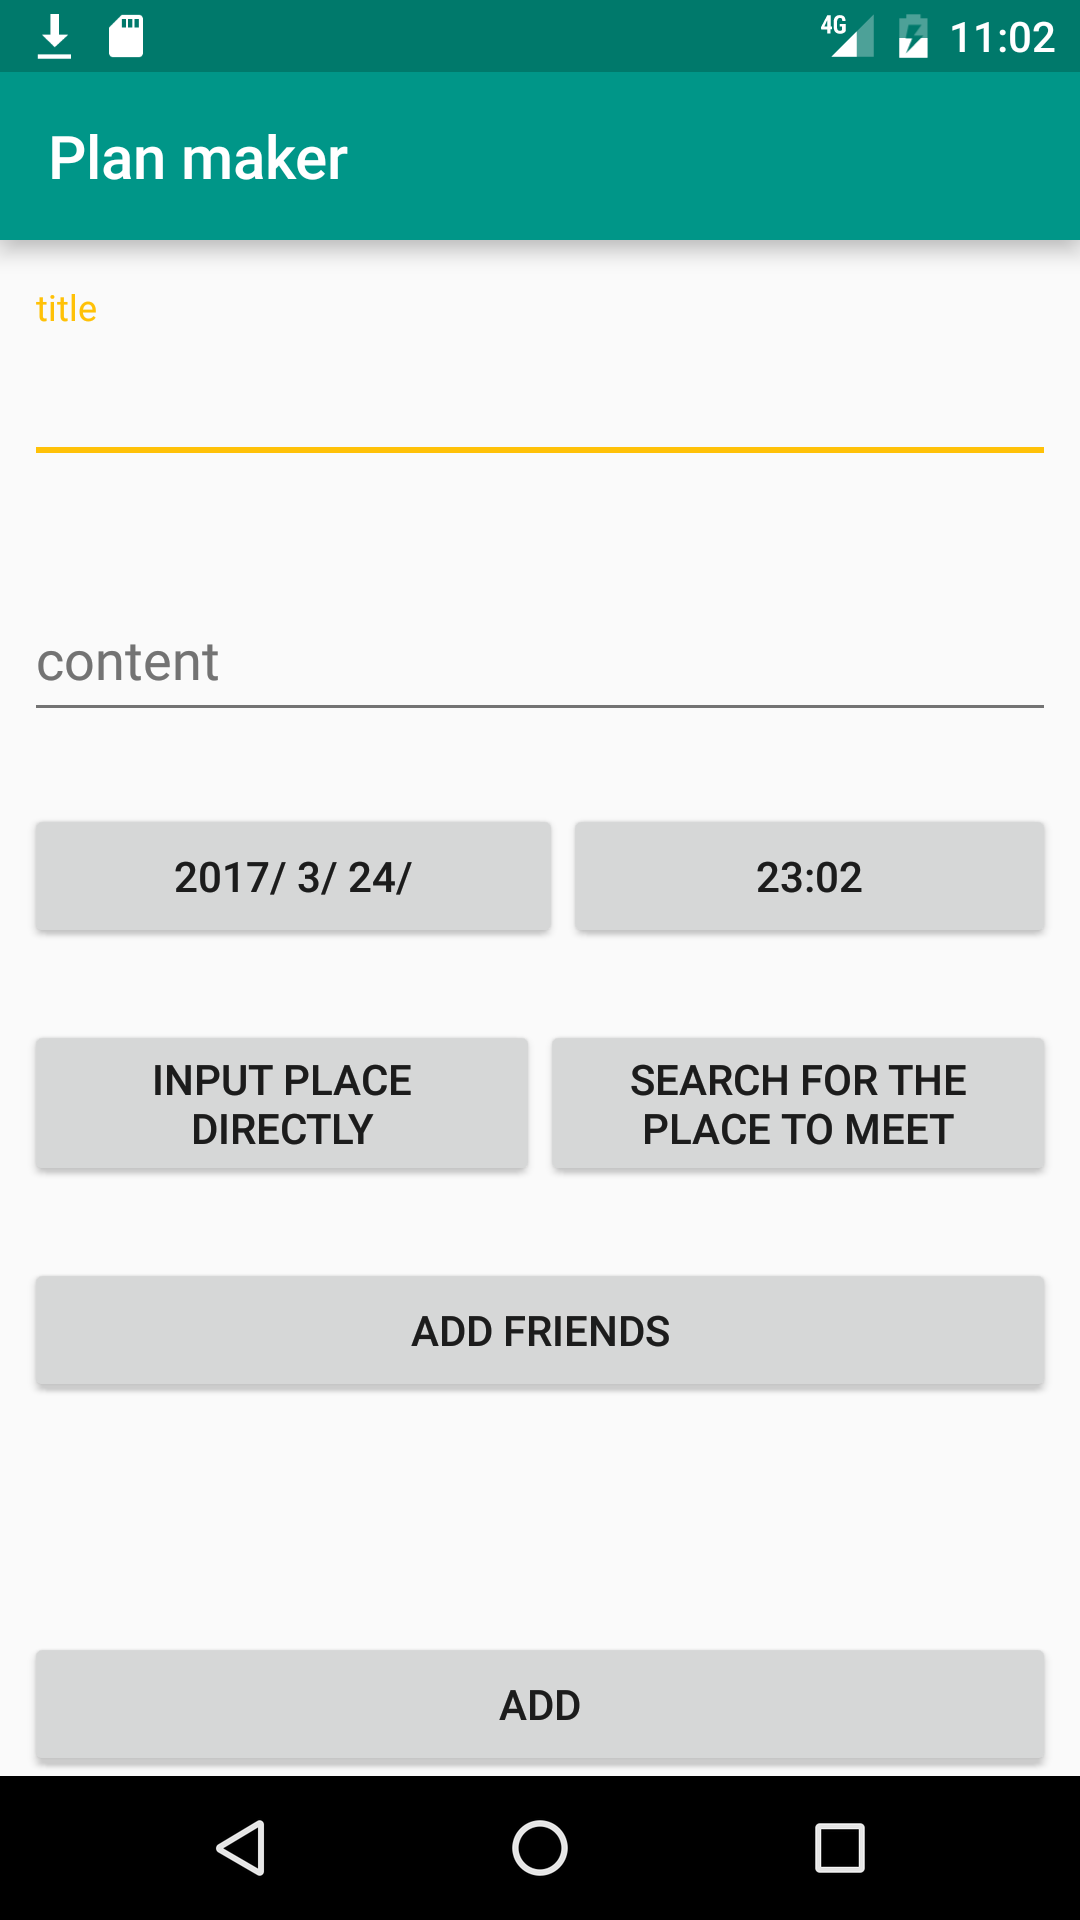 4G 11:02
Plan maker
title
content
2017/ 3/ 24/ 23:02
INPUT PLACE
DIRECTLY
SEARCH FOR THE
PLACE TO MEET
ADD FRIENDS
ADD